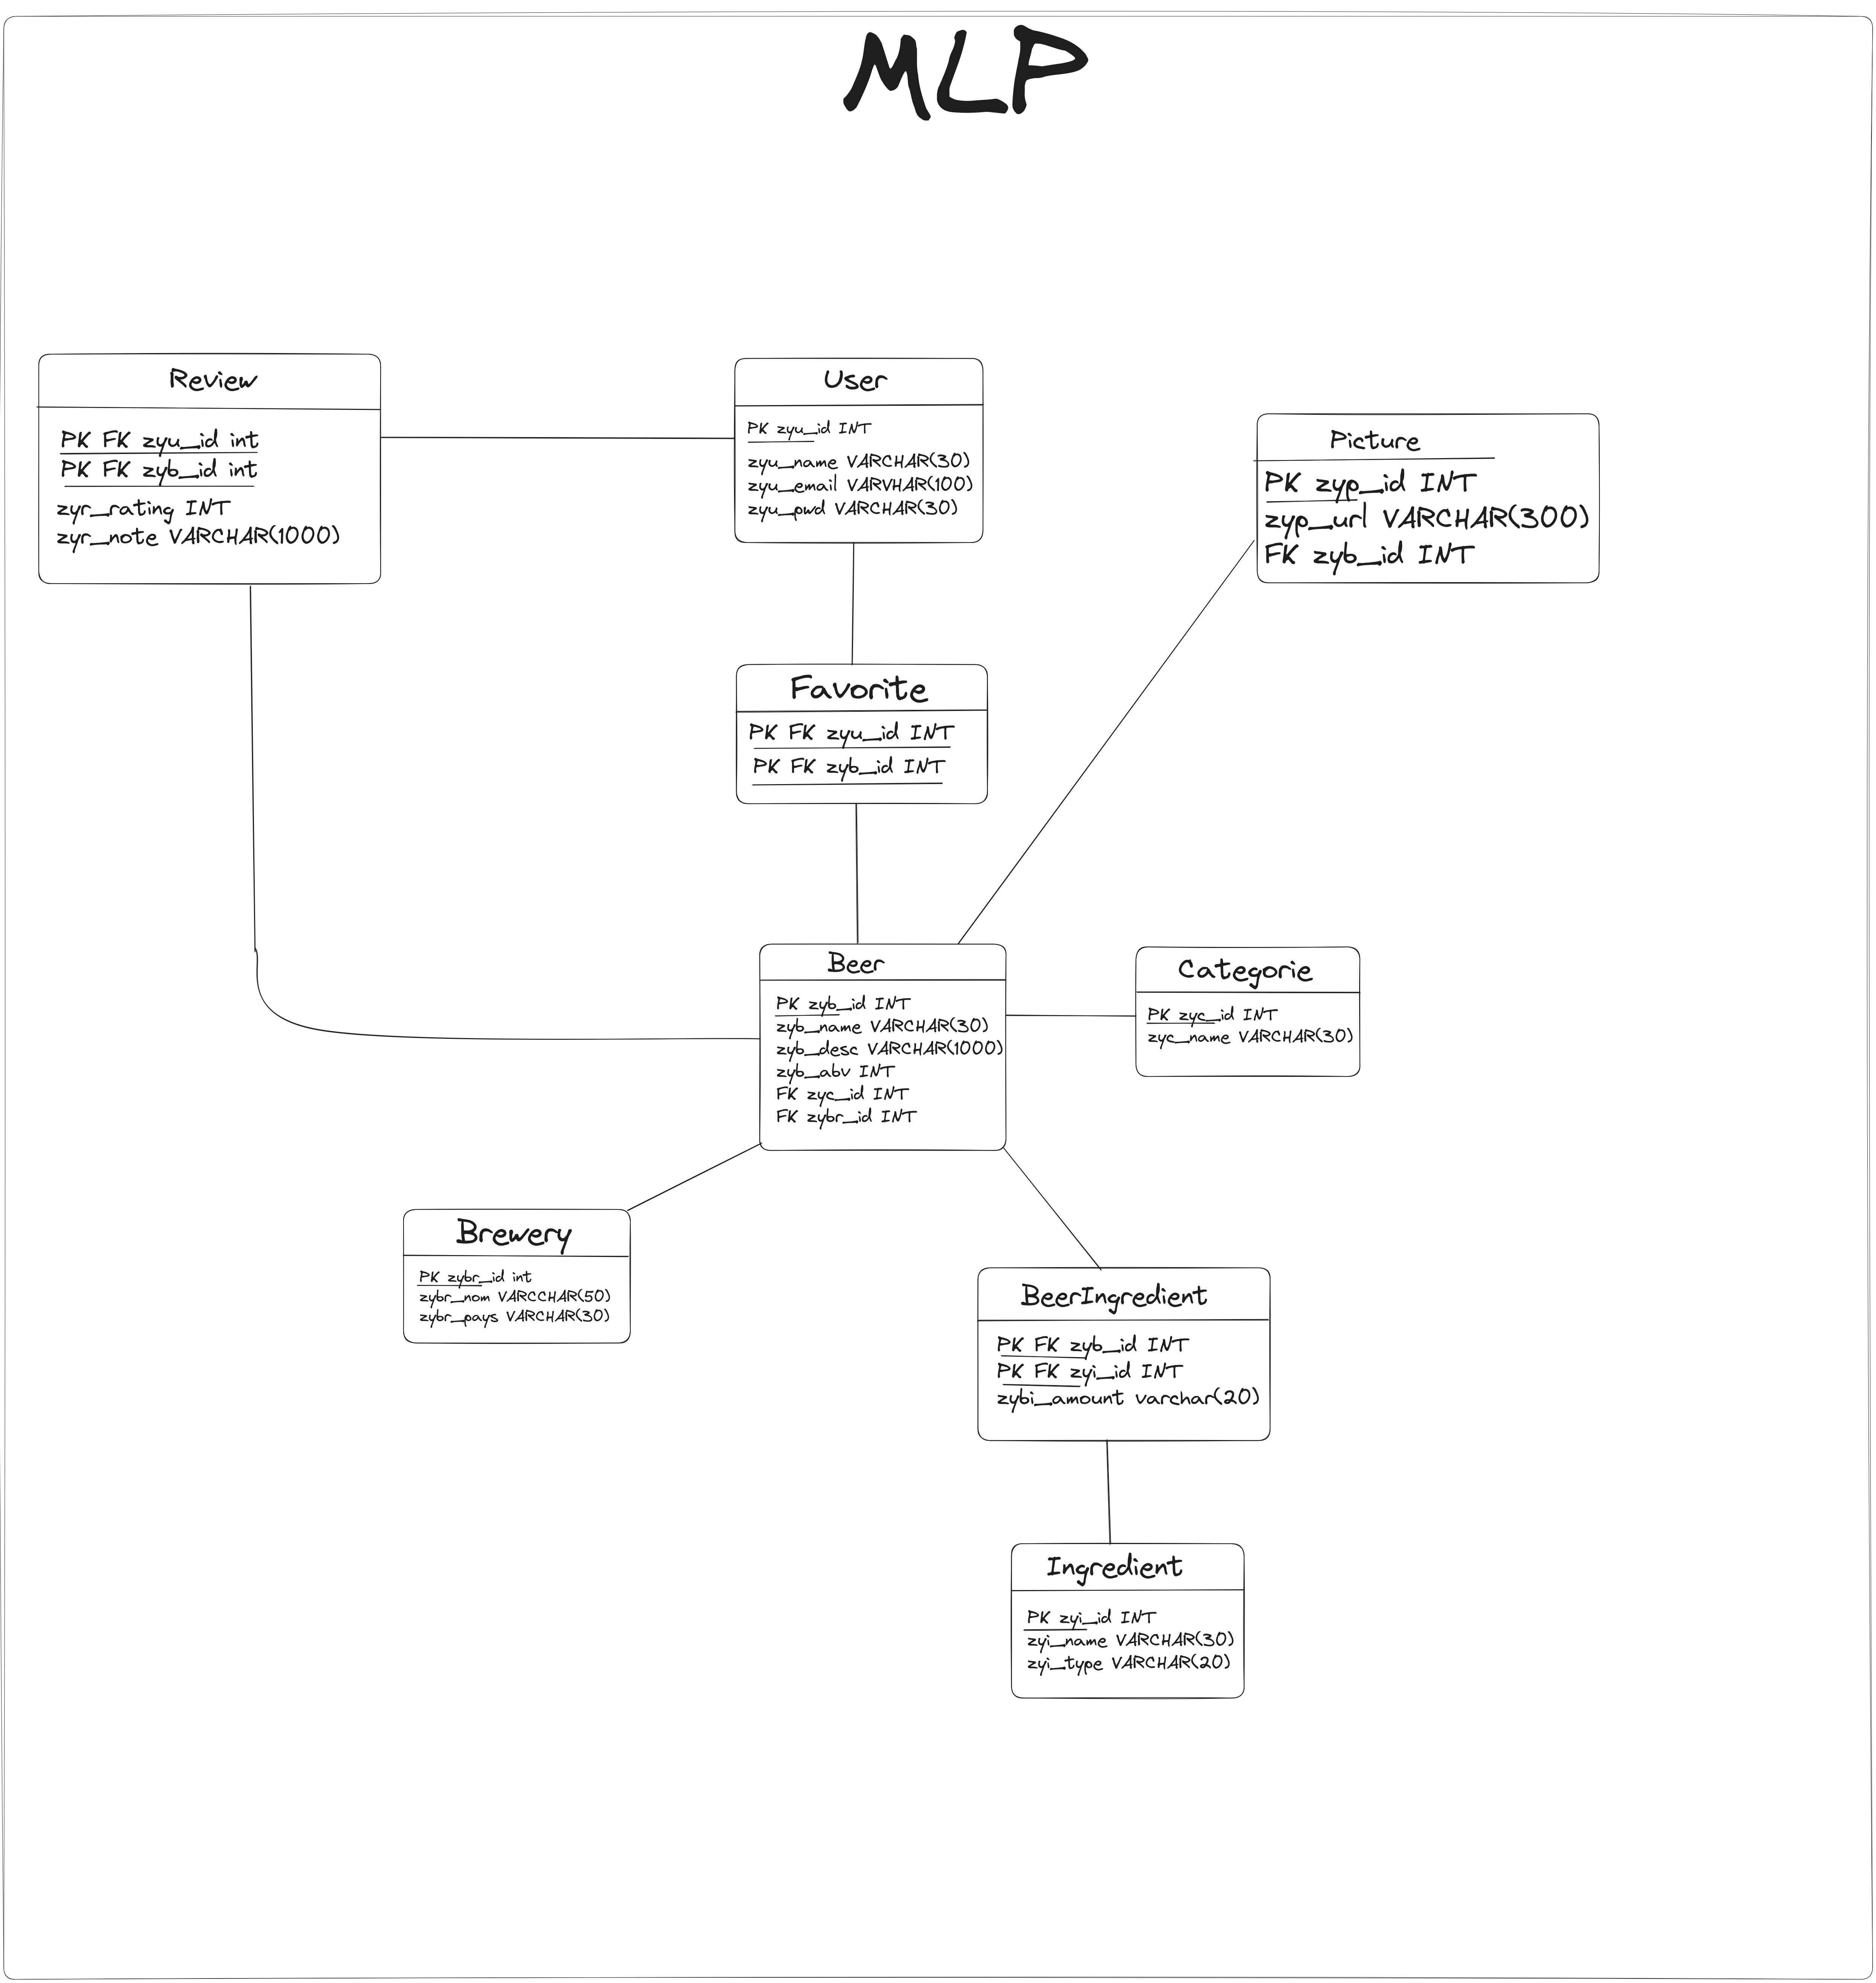 MLP
Review
PK FK zyu_id int
PK FK zyb_id int
zyr_rating INT
zyr_note VARCHAR(1000)
User
PK zyu_id INT
zyu_name VARCHAR(30)
zyu_email VARVHAR(100)
zyu_pwd VARCHAR(30)
Picture
PK zyp_id INT
zyp_url VARCHAR(300)
FK zyb_id INT
Favorite
PK FK zyu_id INT
PK FK zyb_id INT
Beer
PK zyb_id INT
zyb_name VARCHAR(30)
zyb_desc VARCHAR(1000)
zyb_abv INT
FK zyc_id INT
FK zybr_id INT
Categorie
PK zyc_id INT
zyc_name VARCHAR(30)
Brewery
PK zybr_id int
zybr_nom VARCCHAR(50)
zybr_pays VARCHAR(30)
BeerIngredient
PK FK zyb_id INT
PK FK zyi_id INT
zybi_amount varchar(20)
Ingredient
PK zyi_id INT
zyi_name VARCHAR(30)
zyi_type VARCHAR(20)